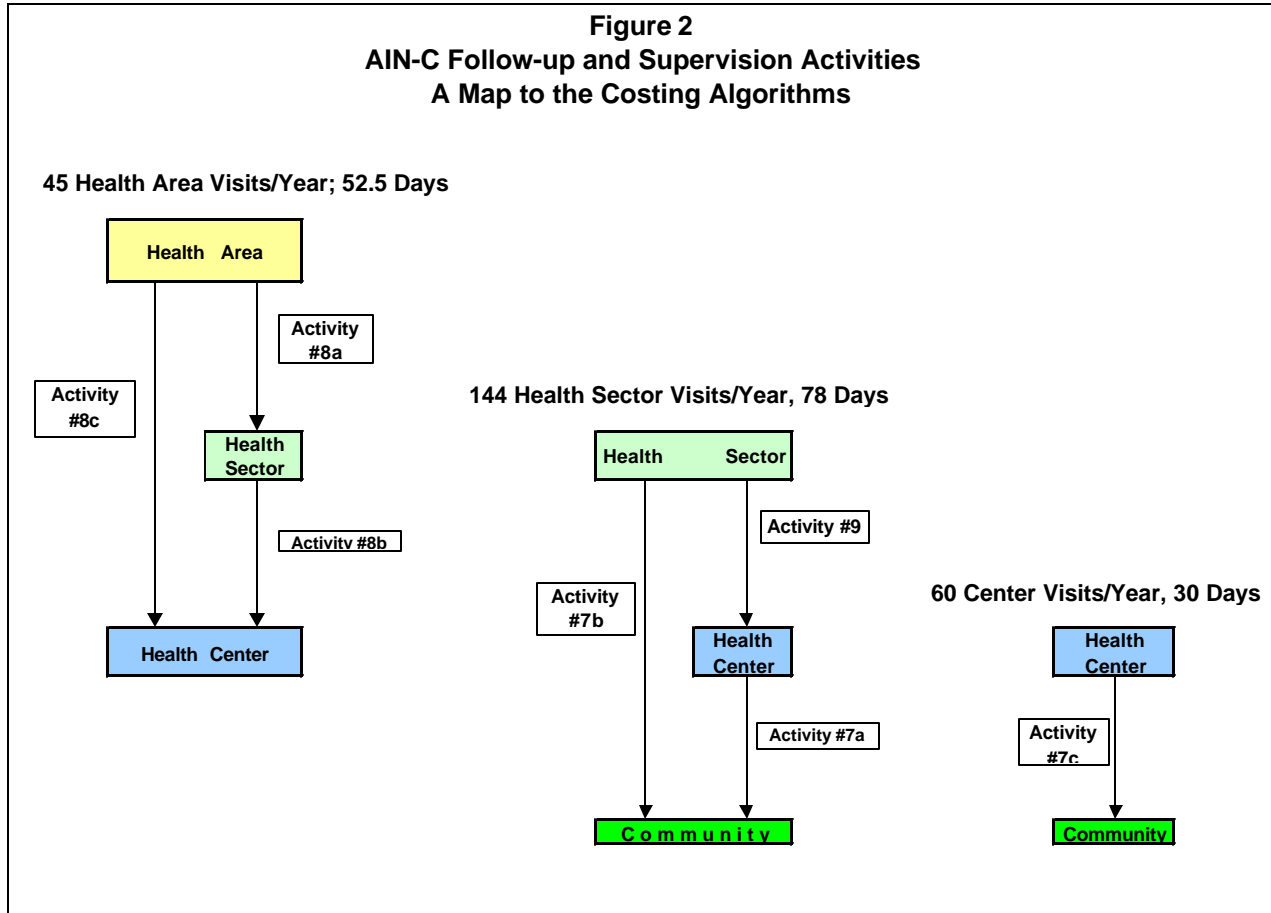 Figure 2
AIN-C Follow-up and Supervision Activities
A Map to the Costing Algorithms
45 Health Area Visits/Year; 52.5 Days
Health Area
Activity
#8a
Activity
#8c
Health
Sector
Activity #8b
Health Center
144 Health Sector Visits/Year, 78 Days
Health Sector
Activity #9
Activity
#7b
Health
Center
Activity #7a
Community
60 Center Visits/Year, 30 Days
Health
Center
Activity
#7c
Community